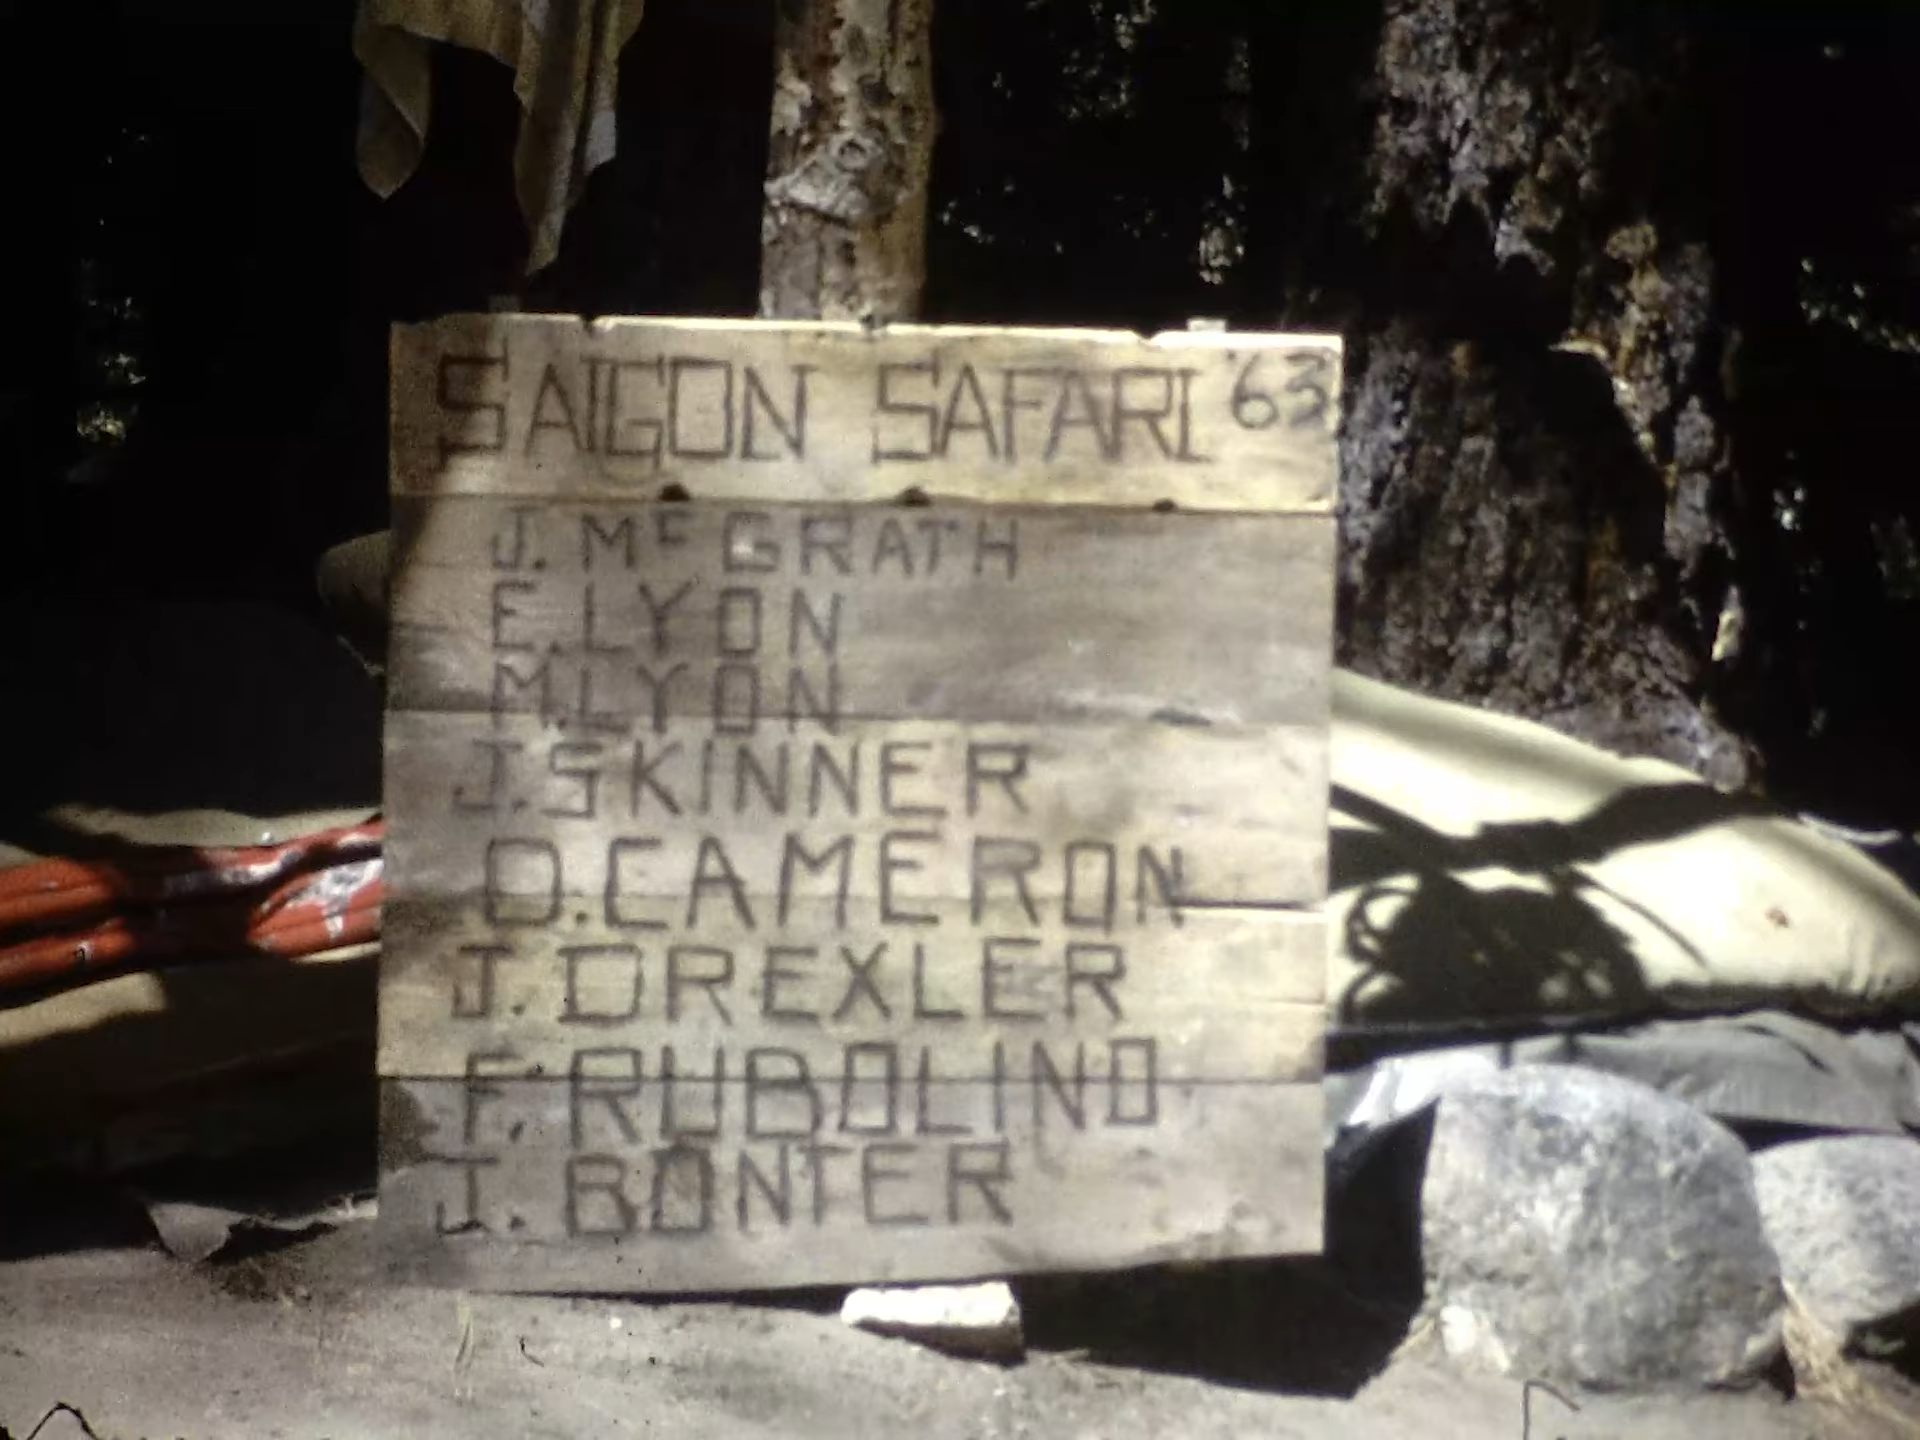 SAIGON SAFARI '63
J. McGRATH
E. LYON
M. LYON
J. SKINNER
D. CAMERON
J. DREXLER
F. RUBOLINO
J. BONTER